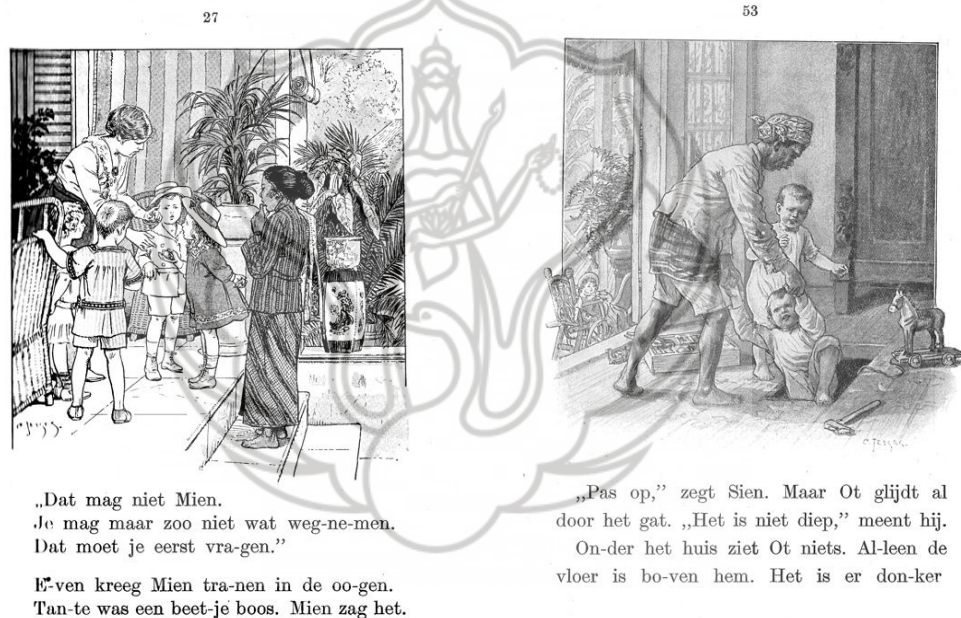 27
„Dat mag niet Mien.
Je mag maar zoo niet wat weg-ne-men.
Dat moet je eerst vra-gen.”
E-ven kreeg Mien tra-nen in de oo-gen.
Tan-te was een beet-je boos. Mien zag het.
53
„Pas op,” zegt Sien. Maar Ot glijdt al
door het gat. „Het is niet diep,” meent hij.
On-der het huis ziet Ot niets. Al-leen de
vloer is bo-ven hem. Het is er don-ker